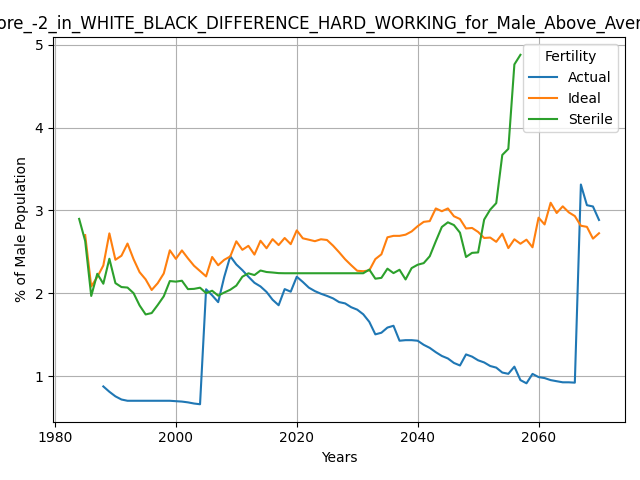 ore_-2_in_WHITE_BLACK_DIFFERENCE_HARD_WORKING_for_Male_Above_Aver
Fertility
Actual
Ideal
Sterile
% of Male Population
5
4
3
2
1
1980
2000
2020
2040
2060
Years